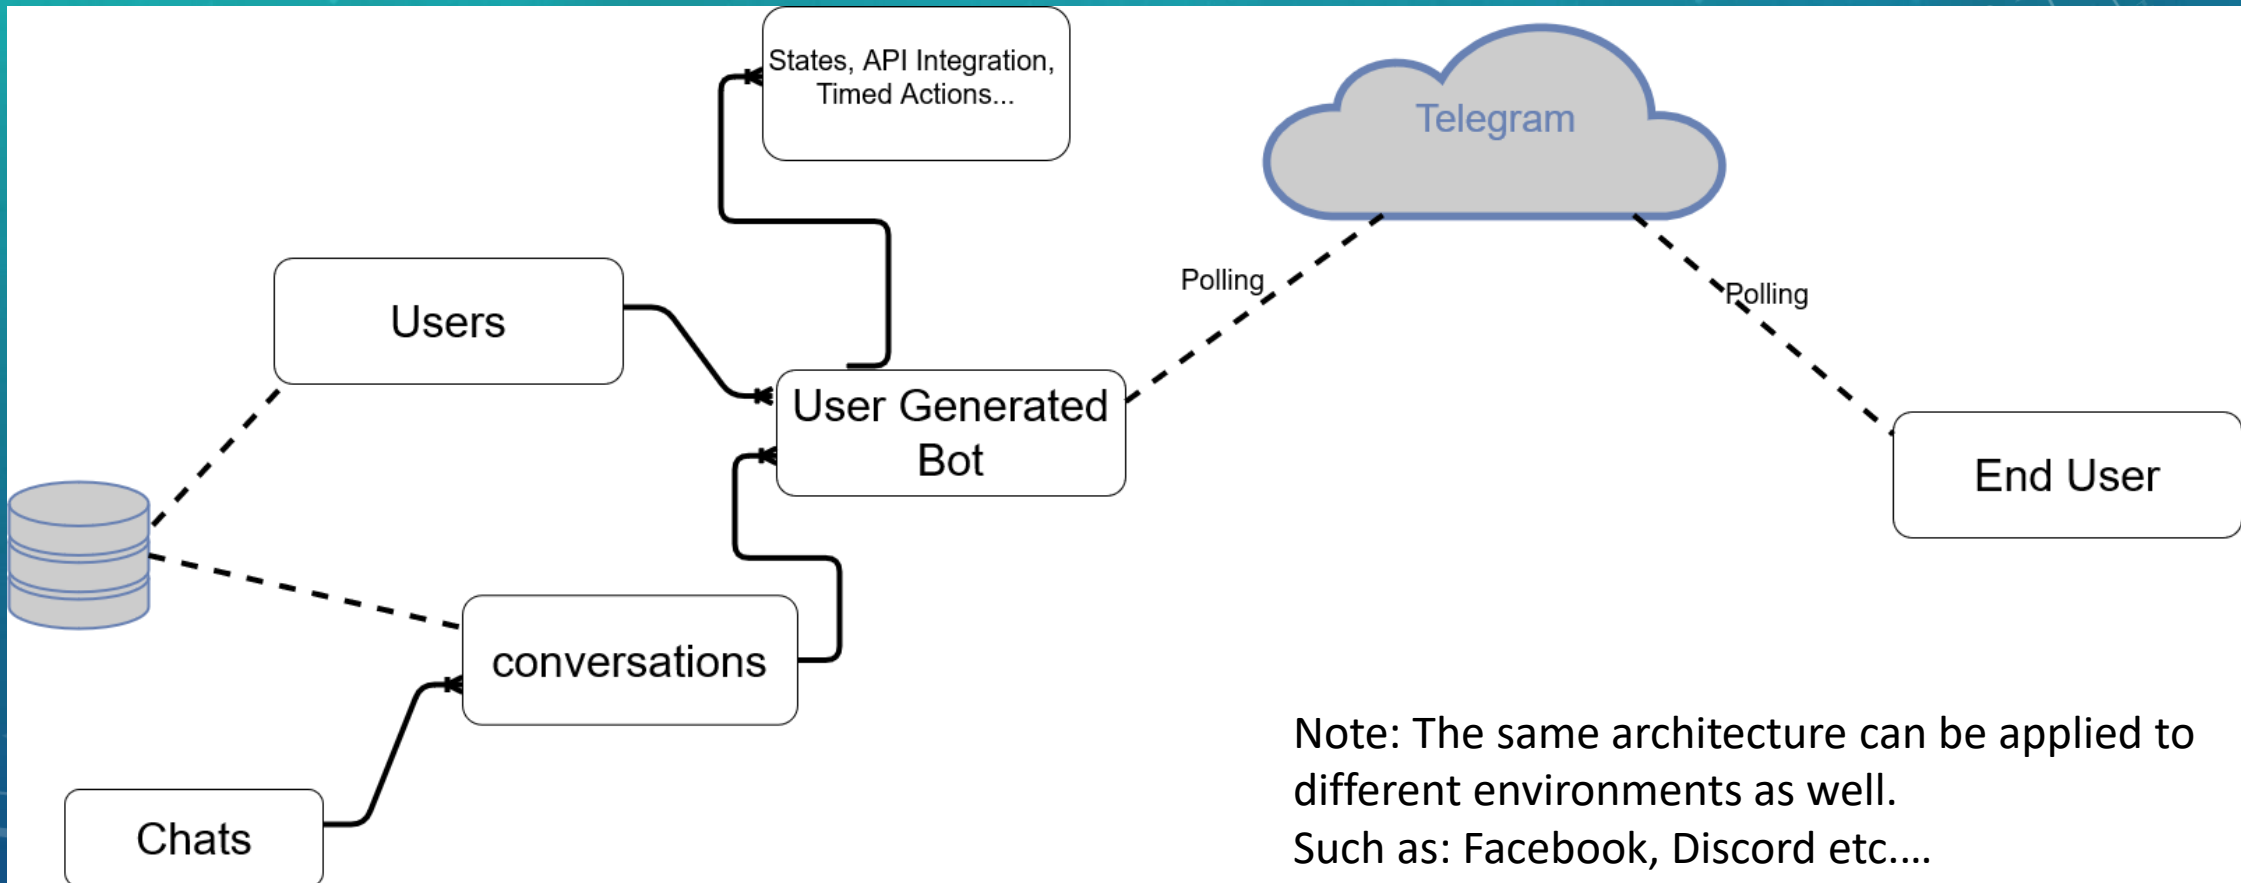 States, API Integration,
Timed Actions...
Telegram
Polling
Polling
Users
User Generated
Bot
End User
conversations
Chats
Note: The same architecture can be applied to
different environments as well.
Such as: Facebook, Discord etc....